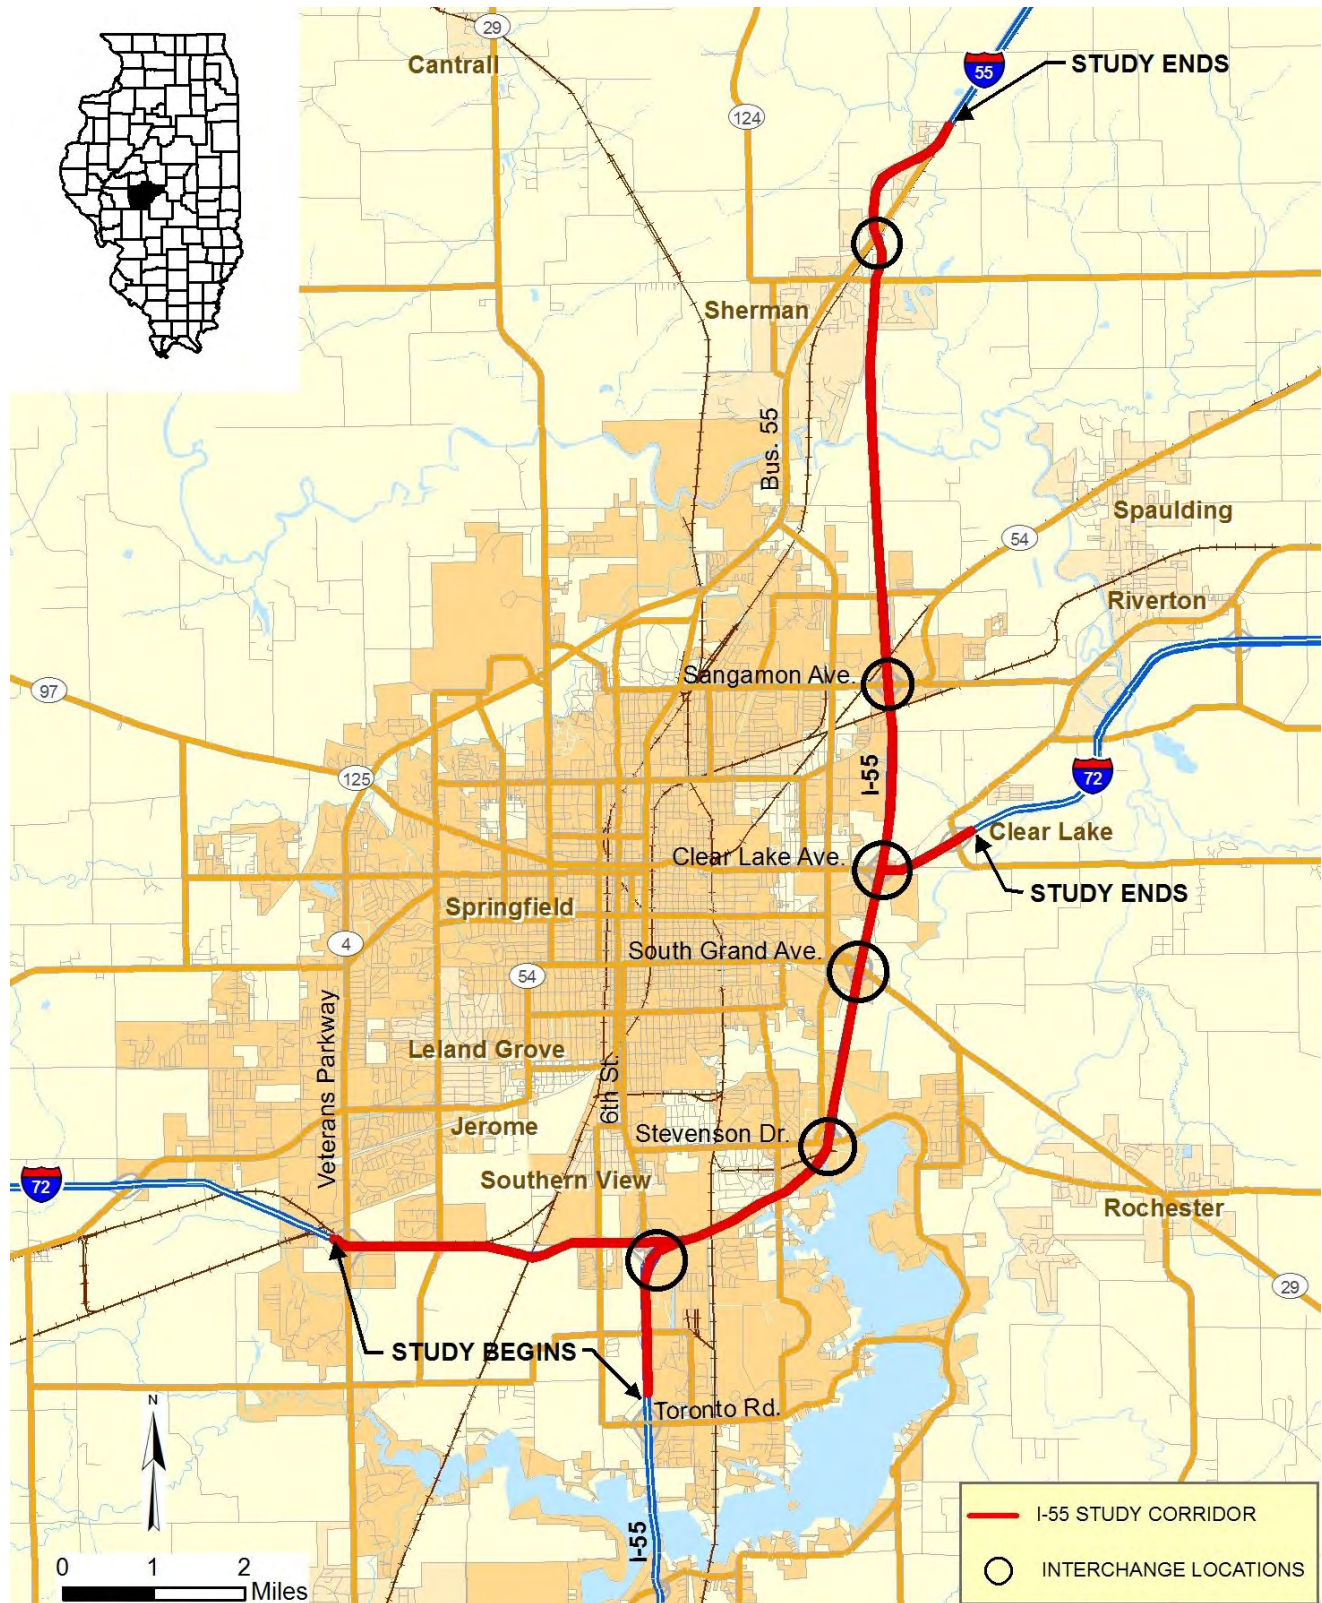 29
Cantrall
55
STUDY ENDS
124
Sherman
Bus. 55
Spaulding
54
Riverton
Sangamon Ave.
97
125
I-55
72
Clear Lake
Clear Lake Ave.
STUDY ENDS
Springfield
4
South Grand Ave.
54
Veterans Parkway
Leland Grove
6th St.
Jerome
Stevenson Dr.
Southern View
72
Rochester
29
STUDY BEGINS
Toronto Rd.
N
I-55
0 1 2
Miles
I-55 STUDY CORRIDOR
INTERCHANGE LOCATIONS